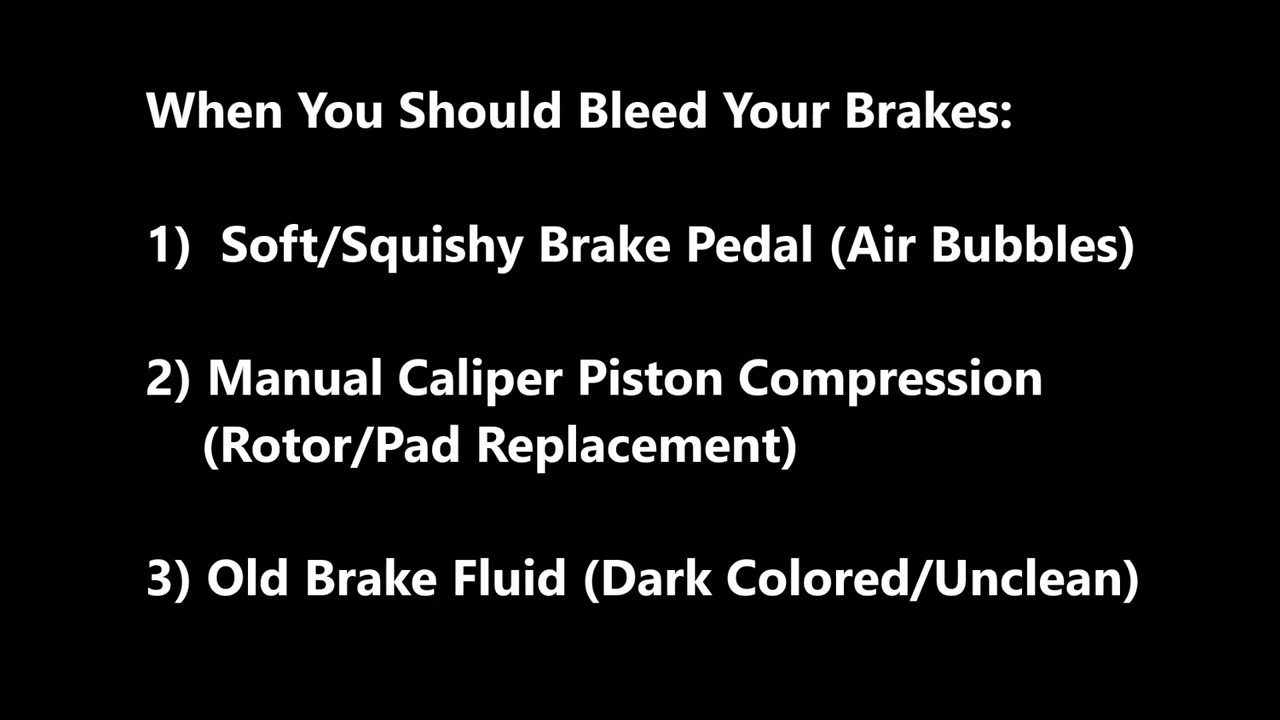 When You Should Bleed Your Brakes:
1) Soft/Squishy Brake Pedal (Air Bubbles)
2) Manual Caliper Piston Compression
(Rotor/Pad Replacement)
3) Old Brake Fluid (Dark Colored/Unclean)